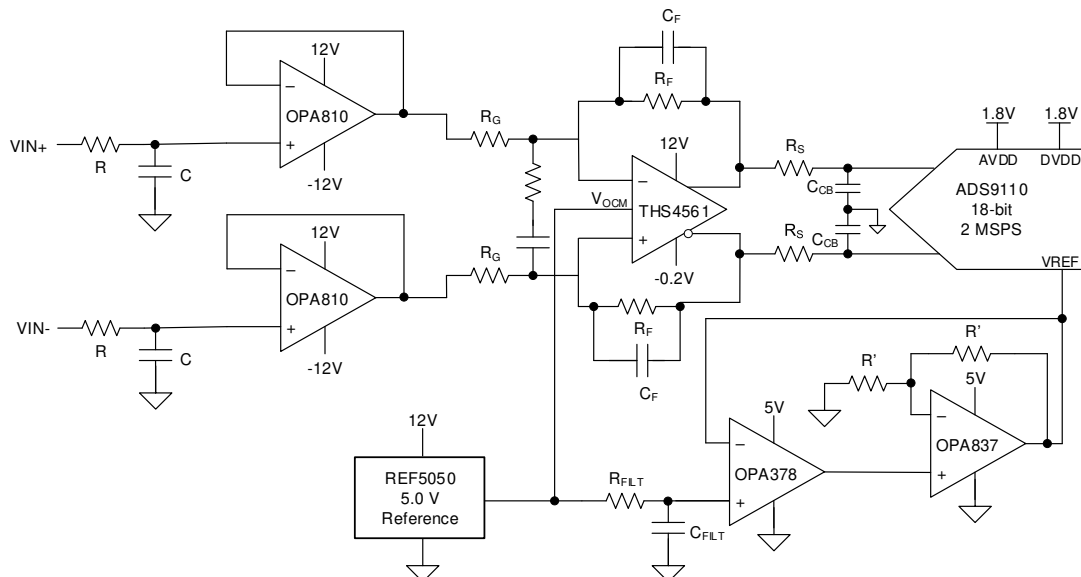 CF
RF
12V
OPA810
-12V
VIN+
R
C
RG
12V
VOCM
THS4561
-0.2V
RS
CCB
RS
CCB
1.8V
1.8V
AVDD
DVDD
ADS9110
18-bit
2 MSPS
VREF
12V
OPA810
-12V
VIN-
R
C
RG
RF
CF
R'
R'
5V
OPA378
5V
OPA837
12V
REF5050
5.0 V
Reference
RFILT
CFILT
−
+
−
+
−
+
−
+
−
+